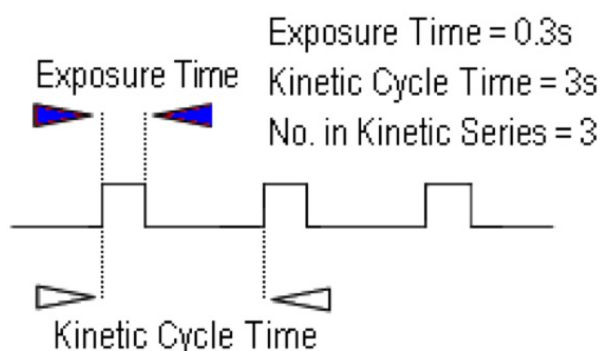 Exposure Time = 0.3s
Exposure Time
Kinetic Cycle Time = 3s
No. in Kinetic Series = 3
Kinetic Cycle Time